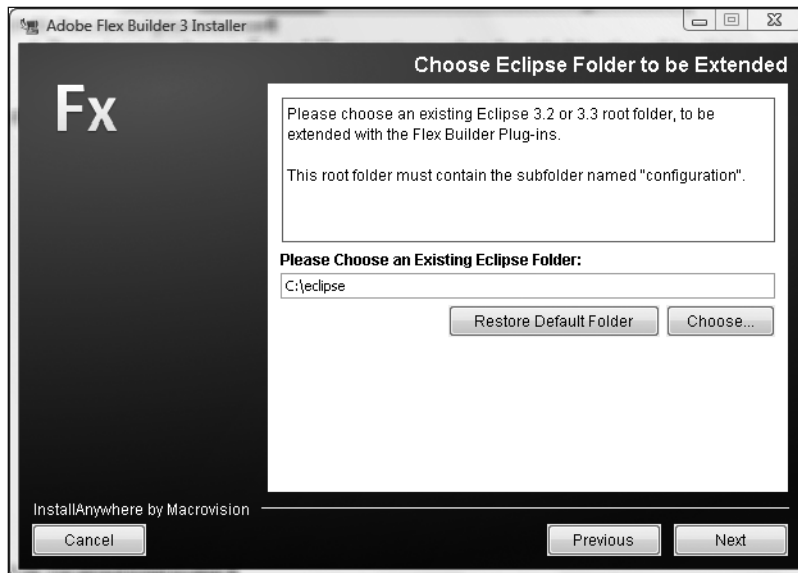 Adobe Flex Builder 3 Installer
Choose Eclipse Folder to be Extended
Fx
Please choose an existing Eclipse 3.2 or 3.3 root folder, to be
extended with the Flex Builder Plug-ins.
This root folder must contain the subfolder named "configuration".
Please Choose an Existing Eclipse Folder:
C:\eclipse
Restore Default Folder
Choose...
InstallAnywhere by Macrovision
Cancel
Previous
Next